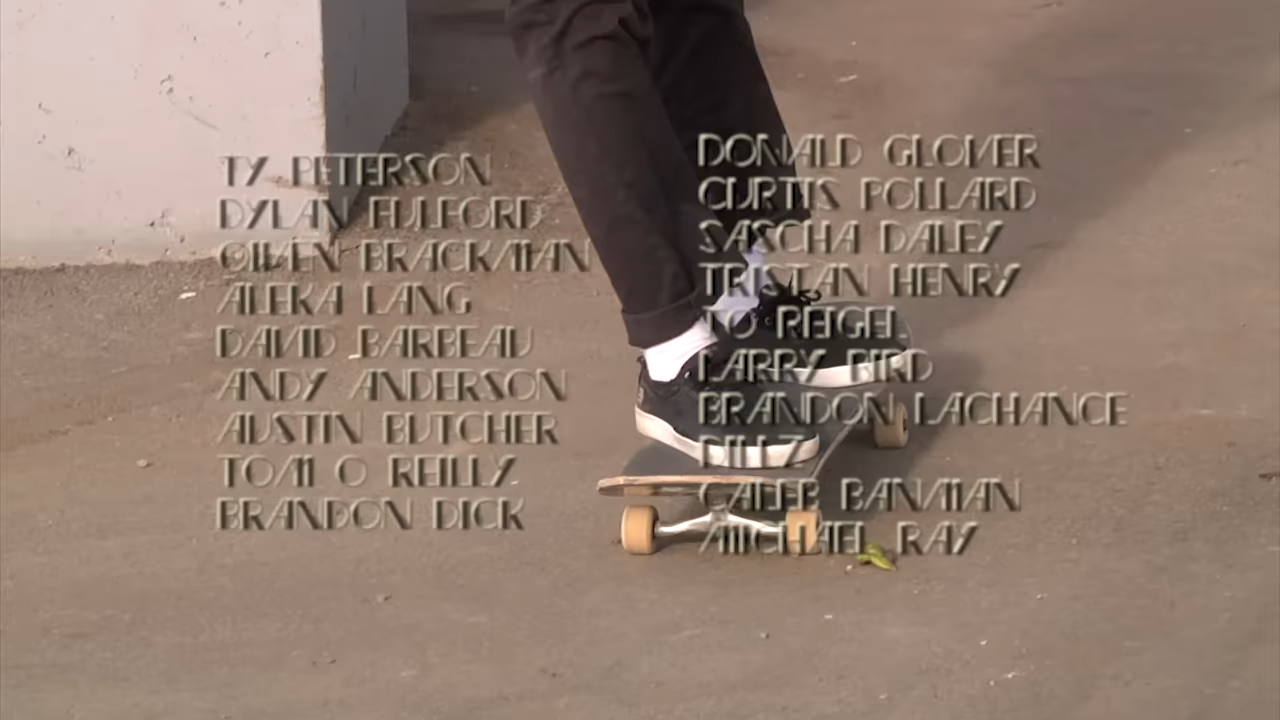 TY PETERSON
DYLAN FULFORD
OWEN BRACKMAN
ALEKA LANG
DAVID BARBEAU
ANDY ANDERSON
AUSTIN BUTCHER
TOM O REILLY
BRANDON DICK
DONALD GLOVER
CURTIS POLLARD
SASCHA DALEY
TRISTAN HENRY
TO REIGEL
LARRY BIRD
BRANDON LACHANCE
DILLZ
CALEB BANMAN
MICHAEL RAY